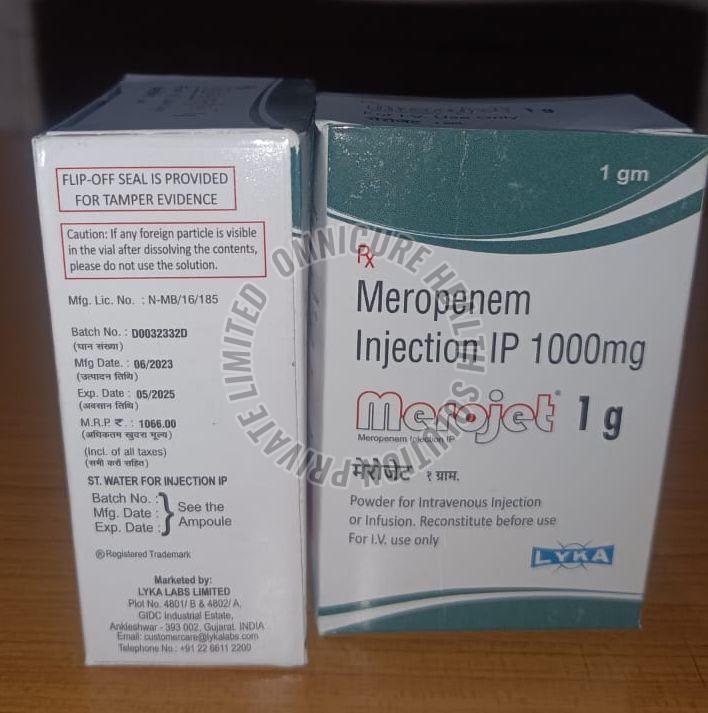 FLIP-OFF SEAL IS PROVIDED
FOR TAMPER EVIDENCE
Caution: If any foreign particle is visible
in the vial after dissolving the contents,
please do not use the solution.
Mfg. Lic. No. : N-MB/16/185
Batch No. : D0032332D
(घान संख्या)
Mfg Date. : 06/2023
(उत्पादन तिथि)
Exp. Date : 05/2025
(अवसान तिथि)
M.R.P. ₹. : 1066.00
(अधिकतम खुदरा मूल्य)
(Incl. of all taxes)
(सभी करों सहित)
ST. WATER FOR INJECTION IP
Batch No. :
Mfg. Date :
Exp. Date :
See the
Ampoule
® Registered Trademark
Marketed by:
LYKA LABS LIMITED
Plot No. 4801/ B & 4802/ A,
GIDC Industrial Estate,
Ankleshwar - 393 002, Gujarat. INDIA
Email: customercare@lykalabs.com
Telephone No.: +91 22 6611 2200
1 g
For I.V. Use Only
1 gm
Rx
Meropenem
Injection IP 1000mg
Merojet® 1 g
Meropenem Injection IP
मेरोजेट १ ग्राम.
Powder for Intravenous Injection
or Infusion. Reconstitute before use
For I.V. use only
LYKA
OMNICURE HEALTH SOLUTION PRIVATE LIMITED